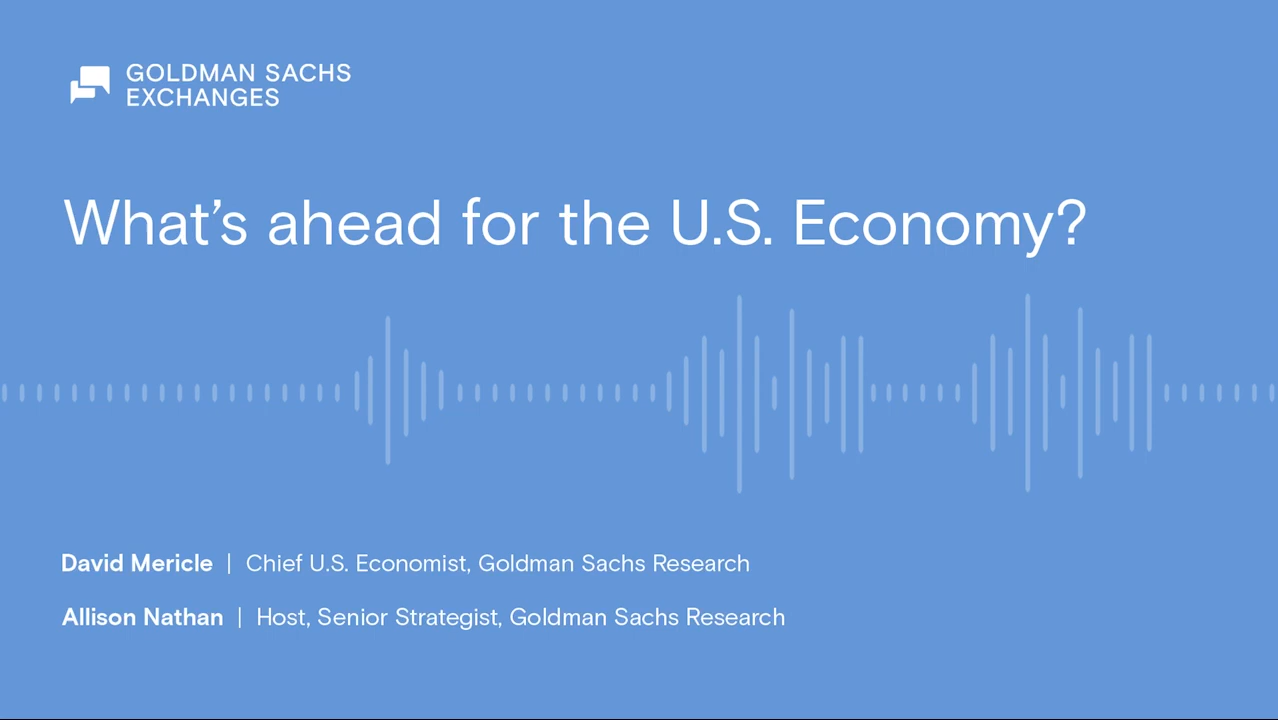 GOLDMAN SACHS
EXCHANGES
What’s ahead for the U.S. Economy?
David Mericle | Chief U.S. Economist, Goldman Sachs Research
Allison Nathan | Host, Senior Strategist, Goldman Sachs Research